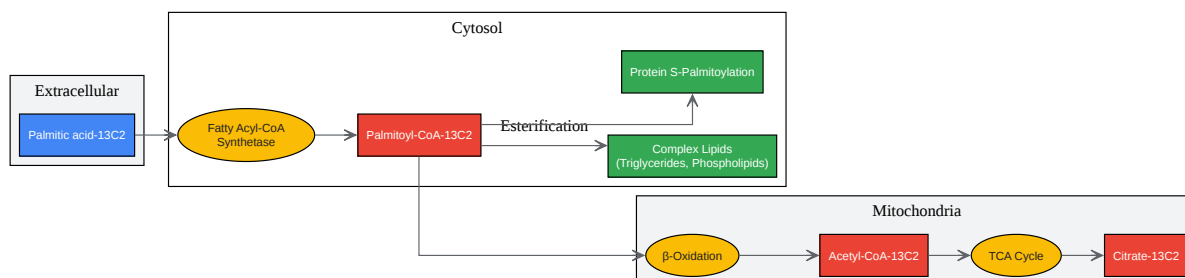 Cytosol
Extracellular
Palmitic acid-13C2
Fatty Acyl-CoA
Synthetase
Palmitoyl-CoA-13C2
Esterification
Protein S-Palmitoylation
Complex Lipids
(Triglycerides, Phospholipids)
Mitochondria
β-Oxidation
Acetyl-CoA-13C2
TCA Cycle
Citrate-13C2